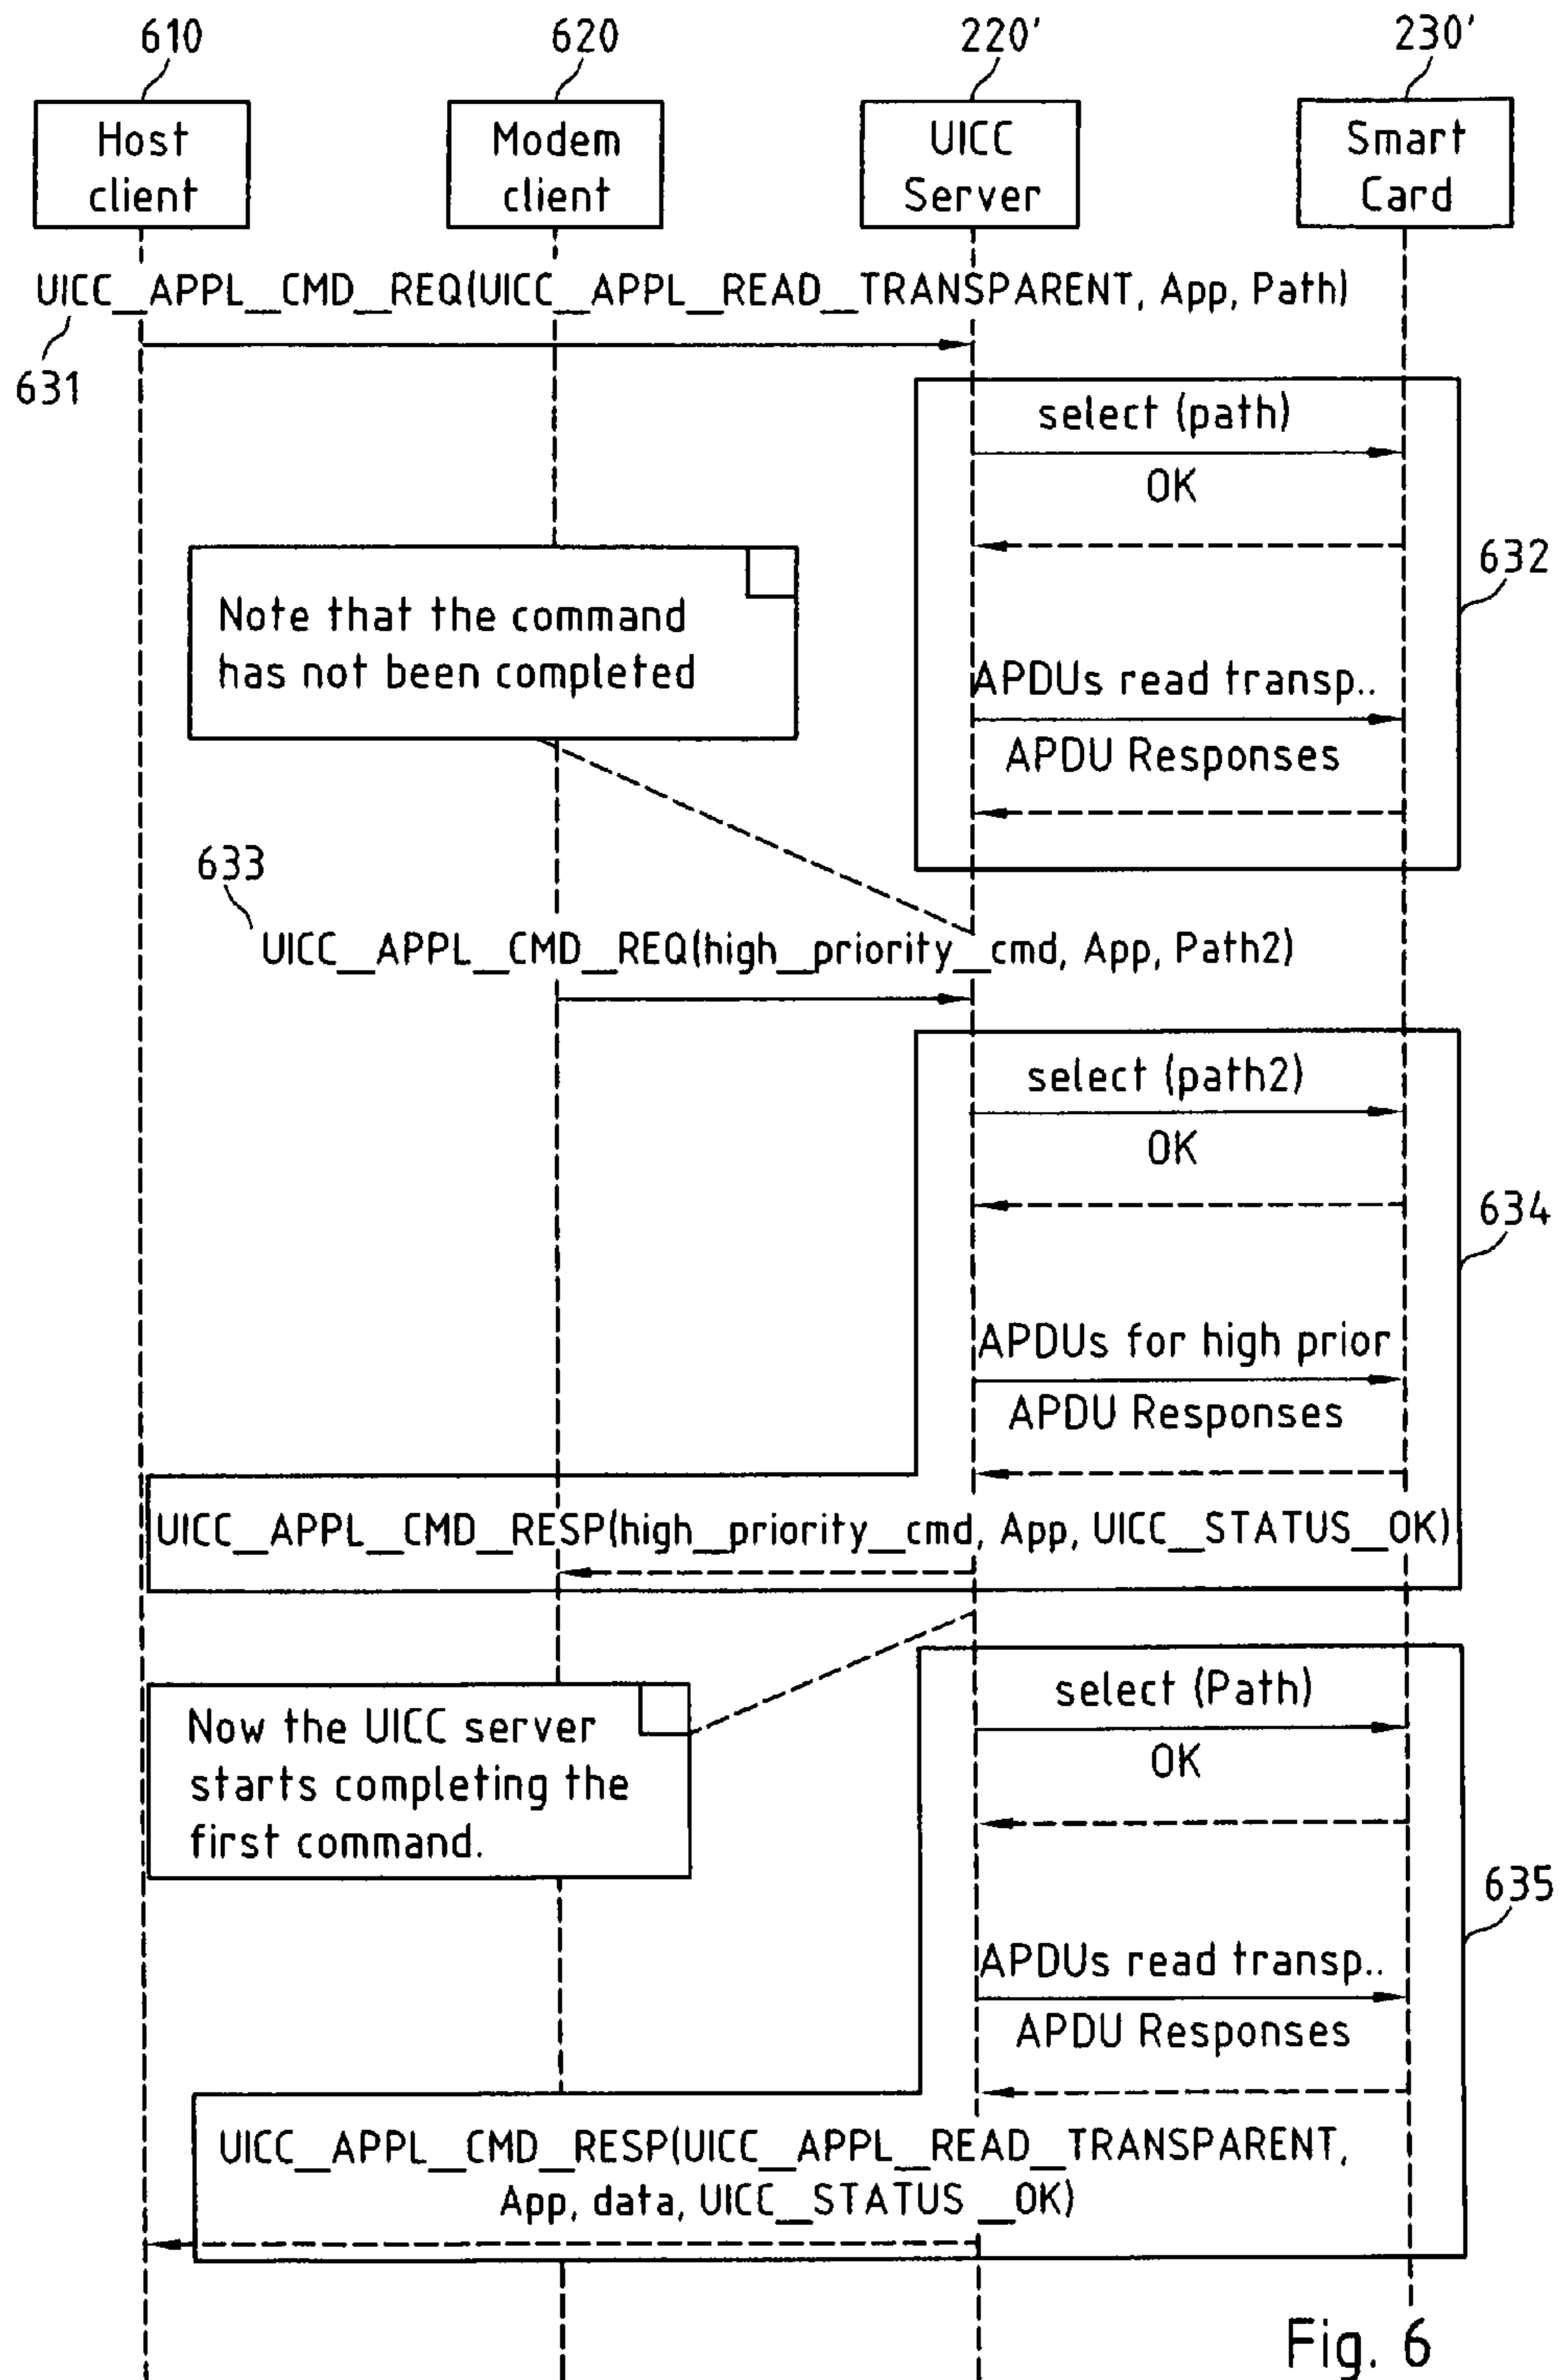 610
620
220'
230'
Host
client
Modem
client
UICC
Server
Smart
Card
UICC_APPL_CMD_REQ(UICC_APPL_READ_TRANSPARENT, App, Path)
631
select (path)
OK
632
Note that the command
has not been completed
APDUs read transp..
APDU Responses
633
UICC_APPL_CMD_REQ(high_priority_cmd, App, Path2)
select (path2)
OK
634
APDUs for high prior
APDU Responses
UICC_APPL_CMD_RESP(high_priority_cmd, App, UICC_STATUS_OK)
select (Path)
OK
Now the UICC server
starts completing the
first command.
635
APDUs read transp..
APDU Responses
UICC_APPL_CMD_RESP(UICC_APPL_READ_TRANSPARENT,
App, data, UICC_STATUS_OK)
Fig. 6